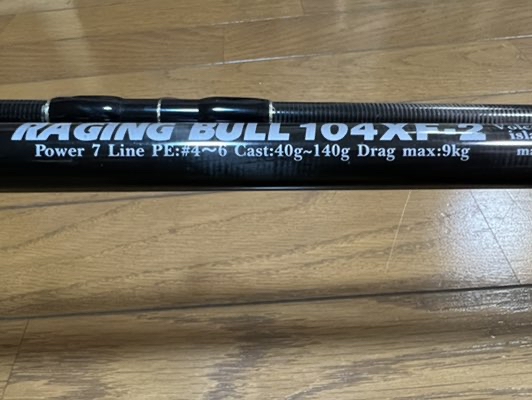 RAGING BULL 104XF-2
Power 7 Line PE:#4～6 Cast:40g~140g Drag max:9kg